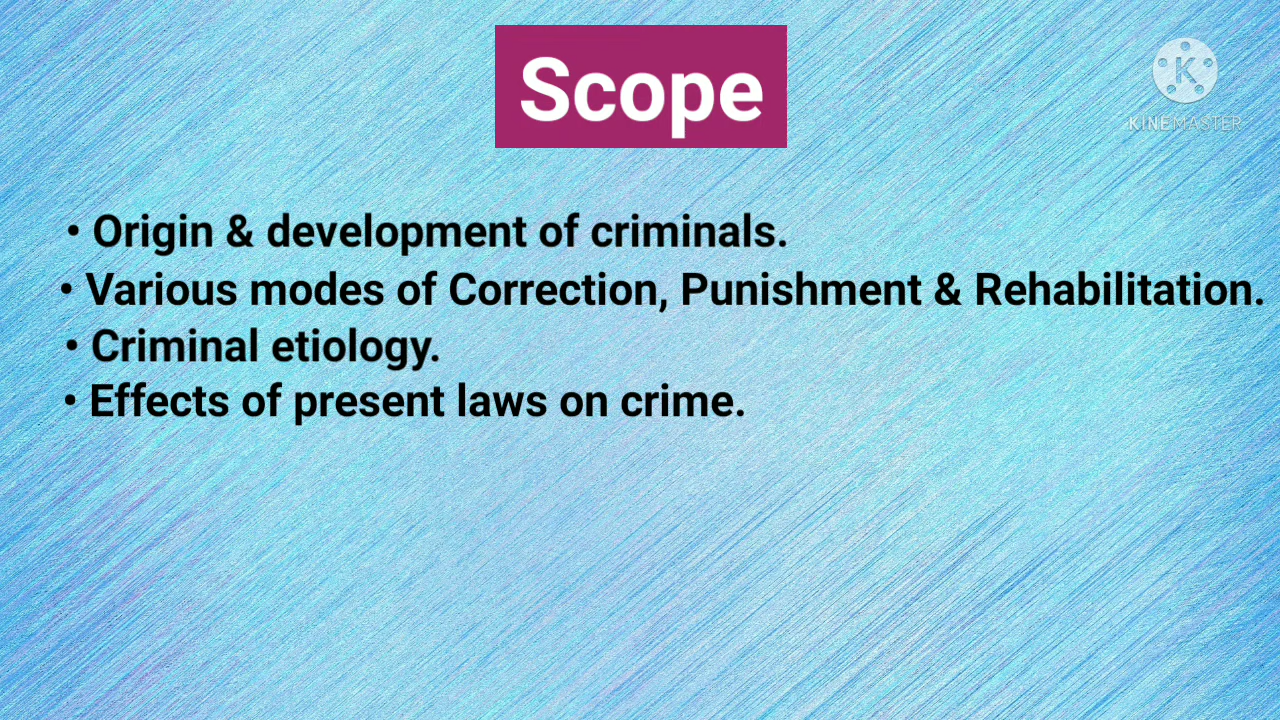 Scope
K
KINEMASTER
• Origin & development of criminals.
• Various modes of Correction, Punishment & Rehabilitation.
• Criminal etiology.
• Effects of present laws on crime.